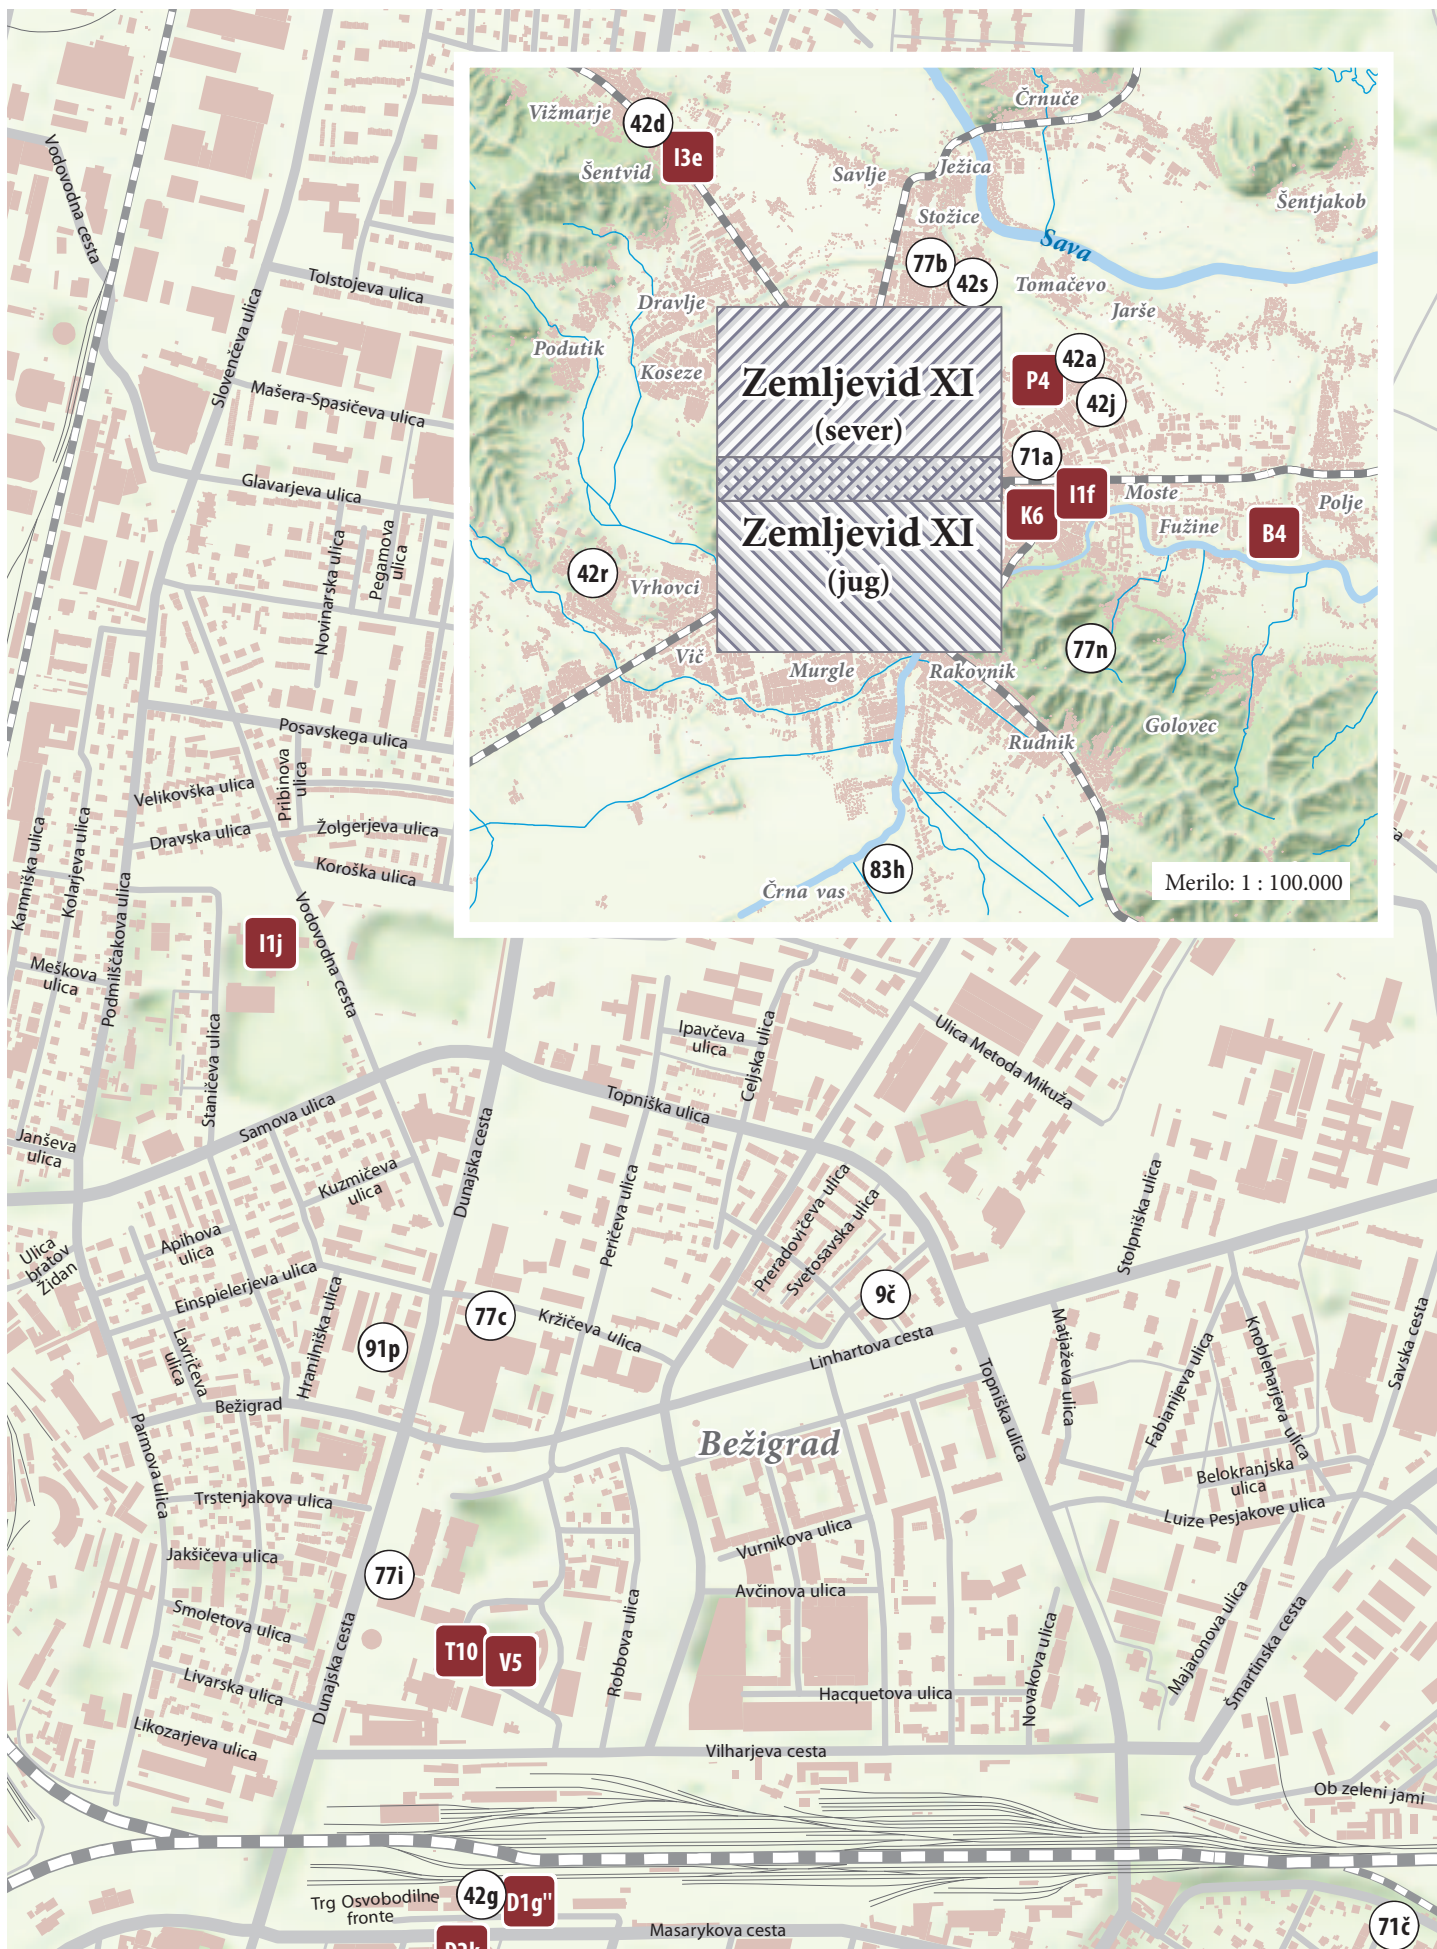 Vižmarje
42d
I3e
Šentvid
Črnuče
Savlje
Ježica
Stožice
Šentjakob
Sava
77b
42s
Tomačevo
Jarše
Dravlje
Podutik
Koseze
Zemljevid XI
(sever)
P4
42a
42j
71a
I1f
K6
Moste
Fužine
Polje
B4
Zemljevid XI
(jug)
42r
Vrhovci
77n
Vič
Murgle
Rakovnik
Rudnik
Golovec
83h
Črna vas
Merilo: 1 : 100.000
Vodovodna cesta
Tolstojeva ulica
Slovenčeva ulica
Mašera-Spasičeva ulica
Glavarjeva ulica
Novinarska ulica
Pegamova
ulica
Posavskega ulica
Pribinova
ulica
Velikovška ulica
Dravska ulica
Žolgerjeva ulica
Koroška ulica
Kamniška ulica
Kolarjeva ulica
Podmilščakova ulica
Vodovodna cesta
I1j
Meškova
ulica
Staničeva ulica
Samova ulica
Janševa
ulica
Kuzmičeva
ulica
Dunajska cesta
Ipavčeva
ulica
Celjska ulica
Topniška ulica
Ulica Metoda Mikuža
Peričeva ulica
Preradovičeva ulica
Svetosavska ulica
Stolpniška ulica
Ulica
bratov
Židan
Apihova
ulica
Einspielerjeva ulica
Hranilniška ulica
Lavričeva
ulica
77c
91p
Kržičeva ulica
9č
Linhartova cesta
Topniška ulica
Matjaževa ulica
Fabianijeva ulica
Knobleharjeva ulica
Savska cesta
Bežigrad
Bežigrad
Parmova ulica
Trstenjakova ulica
Jakšičeva ulica
Smoletova ulica
Livarska ulica
Likozarjeva ulica
Dunajska cesta
77i
T10
V5
Robbova ulica
Vurnikova ulica
Avčinova ulica
Hacquetova ulica
Novakova ulica
Belokranjska
ulica
Luize Pesjakove ulica
Majaronova ulica
Šmartinska cesta
Vilharjeva cesta
Ob zeleni jami
Trg Osvobodilne
fronte
42g
D1g"
Masarykova cesta
71č